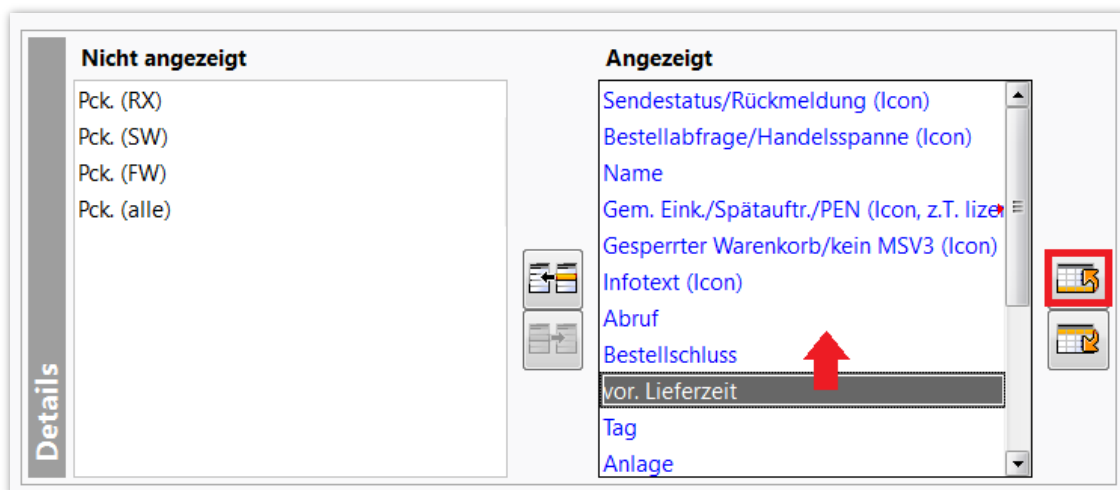 Nicht angezeigt
Pck. (RX)
Pck. (SW)
Pck. (FW)
Pck. (alle)
Angezeigt
Sendestatus/Rückmeldung (Icon)
Bestellabfrage/Handelsspanne (Icon)
Name
Gem. Eink./Spätauftr./PEN (Icon, z.T.
Gesperrter Warenkorb/kein MSV3 (Icon)
Infotext (Icon)
Abruf
Bestellschluss
vor. Lieferzeit
Tag
Anlage
Details